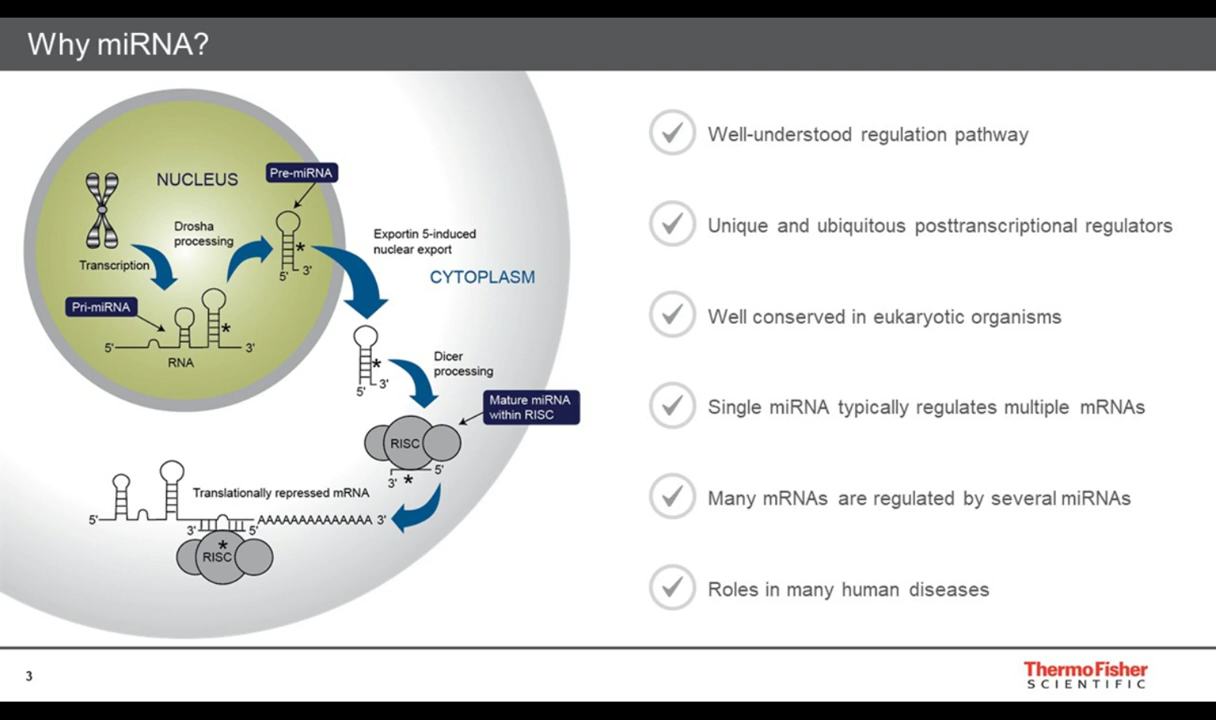 Why miRNA?
NUCLEUS
Pre-miRNA
Drosha
processing
Transcription
Pri-miRNA
5'
3'
RNA
5'
3'
*
*
Exportin 5-induced
nuclear export
CYTOPLASM
*
5'
3'
Dicer
processing
Mature miRNA
within RISC
RISC
3'
*
5'
Translationally repressed mRNA
5'
AAAAAAAAAAAAAA 3'
3'
5'
*
RISC
Well-understood regulation pathway
Unique and ubiquitous posttranscriptional regulators
Well conserved in eukaryotic organisms
Single miRNA typically regulates multiple mRNAs
Many mRNAs are regulated by several miRNAs
Roles in many human diseases
3
ThermoFisher
SCIENTIFIC